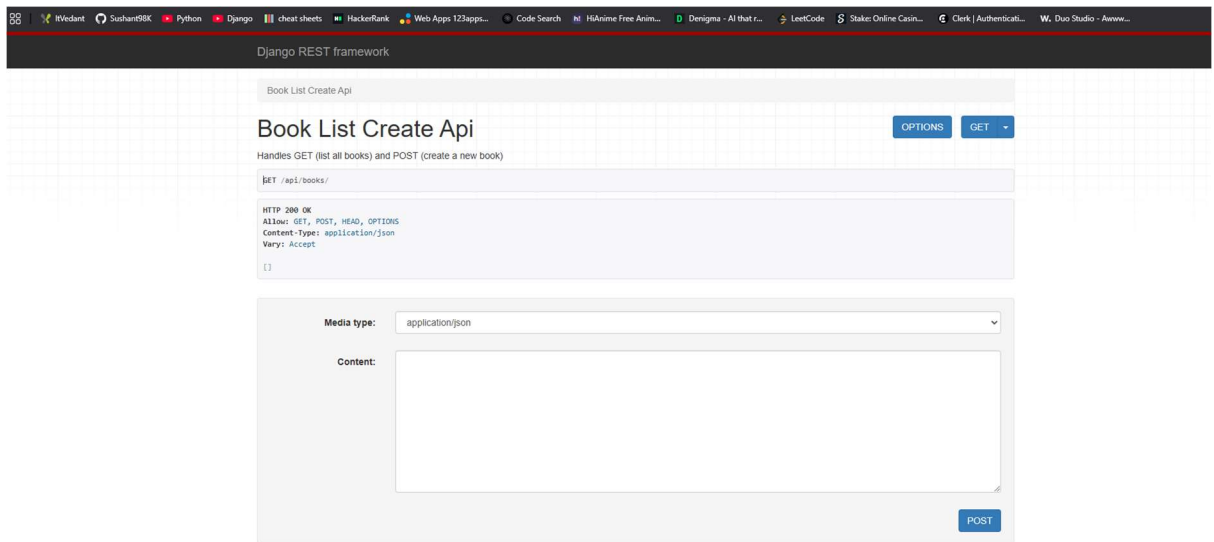 ItVedant Sushant98K Python Django cheat sheets HackerRank Web Apps 123apps... Code Search HiAnime Free Anim... Denigma - AI that r... LeetCode Stake: Online Casin... Clerk | Authenticati... W. Duo Studio - Awww...
Django REST framework
Book List Create Api
Book List Create Api
OPTIONS GET
Handles GET (list all books) and POST (create a new book)
GET /api/books/
HTTP 200 OK
Allow: GET, POST, HEAD, OPTIONS
Content-Type: application/json
Vary: Accept
[]
Media type: application/json
Content:
POST